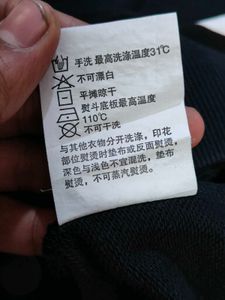 手洗 最高洗涤温度31℃
不可漂白
平摊晾干
熨斗底板最高温度
110℃
不可干洗
与其他衣物分开洗涤，印花
部位熨烫时垫布或反面熨烫，
深色与浅色不宜混洗，垫布
熨烫，不可蒸汽熨烫。